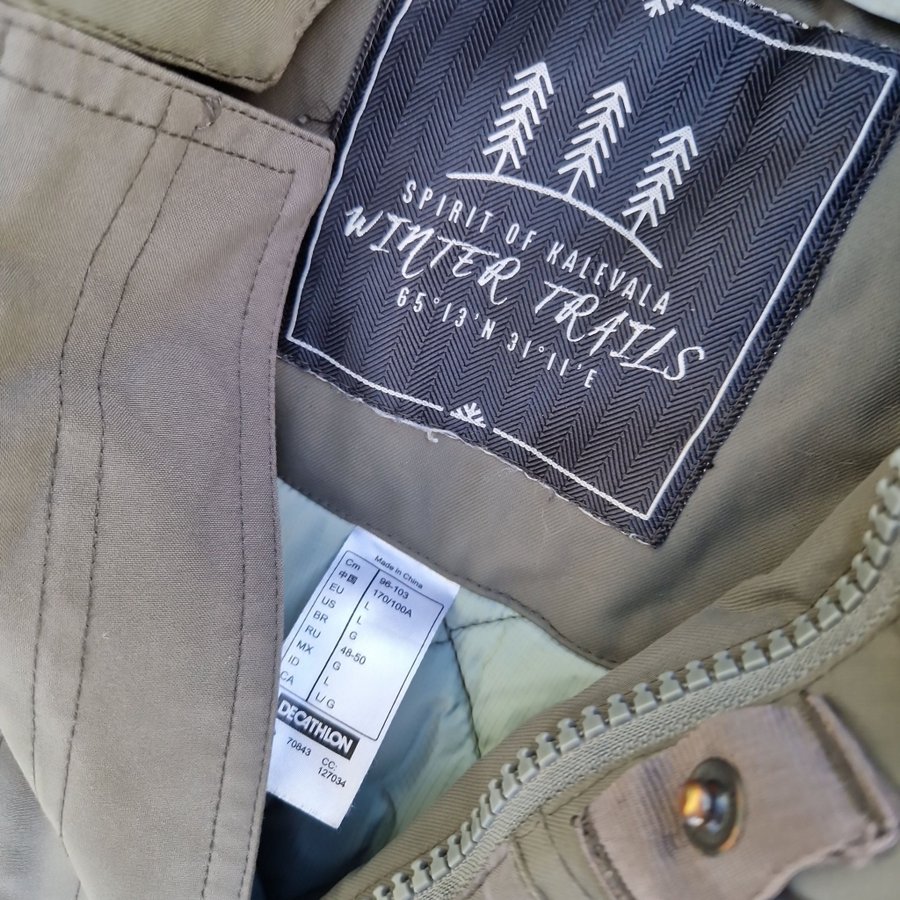 SPIRIT OF KALEVALA
WINTER TRAILS
65°13'N 31°11'E
Made in China
Cm 96-103
中国 170/100A
EU L
US L
BR G
RU 48-50
MX G
ID L
CA L/G
DECATHLON
70843 CC:
127034